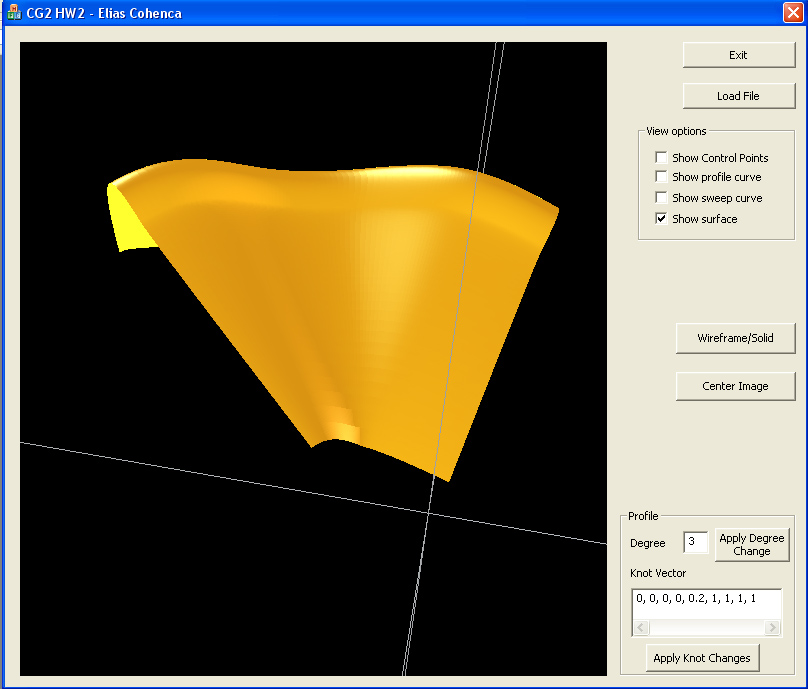 CG2 HW2 - Elias Cohenca
Exit
Load File
View options
Show Control Points
Show profile curve
Show sweep curve
Show surface
Wireframe/Solid
Center Image
Profile
Degree
3
Apply Degree
Change
Knot Vector
0, 0, 0, 0, 0.2, 1, 1, 1, 1
Apply Knot Changes